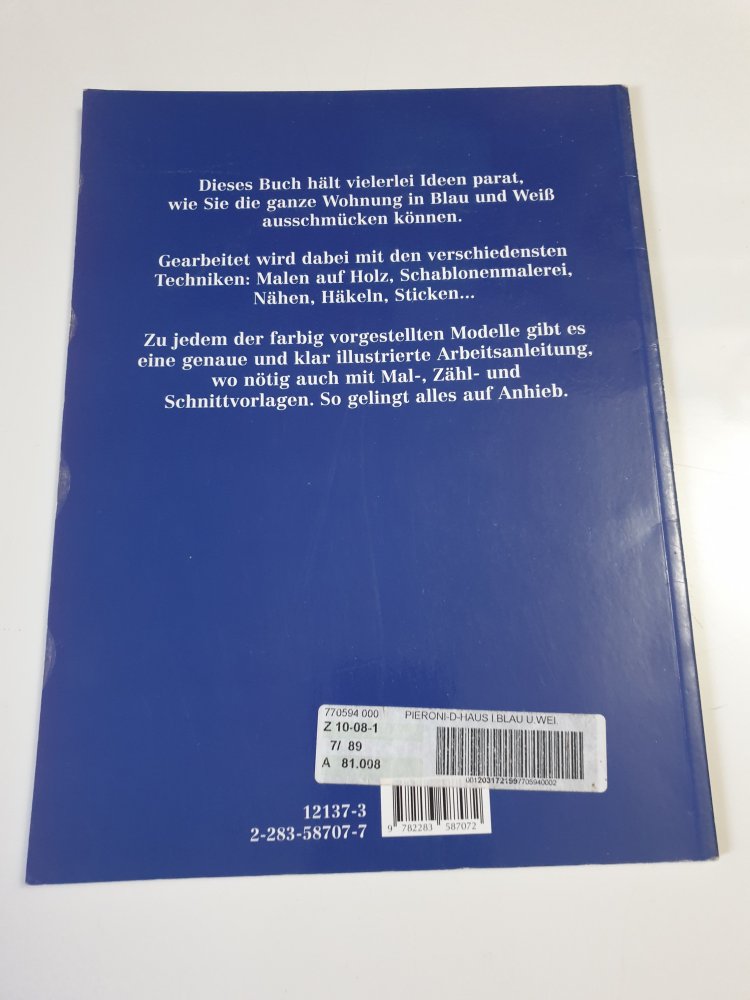 Dieses Buch hält vielerlei Ideen parat,
wie Sie die ganze Wohnung in Blau und Weiß
ausschmücken können.
Gearbeitet wird dabei mit den verschiedensten
Techniken: Malen auf Holz, Schablonenmalerei,
Nähen, Häkeln, Sticken...
Zu jedem der farbig vorgestellten Modelle gibt es
eine genaue und klar illustrierte Arbeitsanleitung,
wo nötig auch mit Mal-, Zähl- und
Schnittvorlagen. So gelingt alles auf Anhieb.
770594 000 PIERONI-D-HAUS I.BLAU U.WEI.
Z 10-08-1
7/ 89
A 81.008
0012031721997705940002
12137-3
2-283-58707-7
9 782283 587072